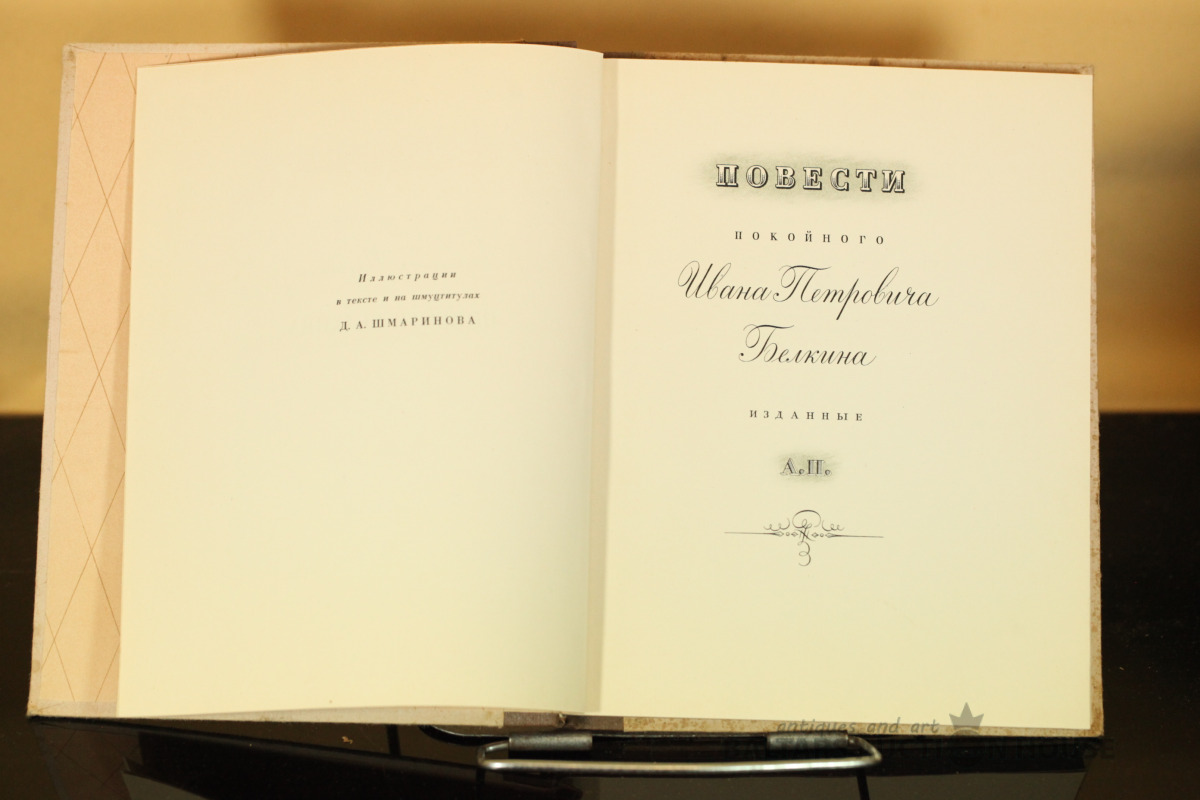 Иллюстрации
в тексте и на шмуцтитулах
Д. А. ШМАРИНОВА
ПОВЕСТИ
ПОКОЙНОГО
Ивана Петровича
Белкина
ИЗДАННЫЕ
А.П.
antiques and art